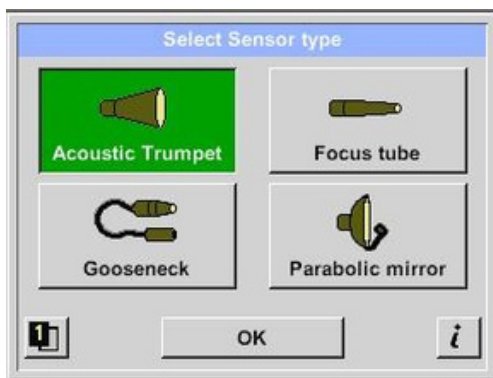 Select Sensor type
Acoustic Trumpet
Focus tube
Gooseneck
Parabolic mirror
1
OK
i